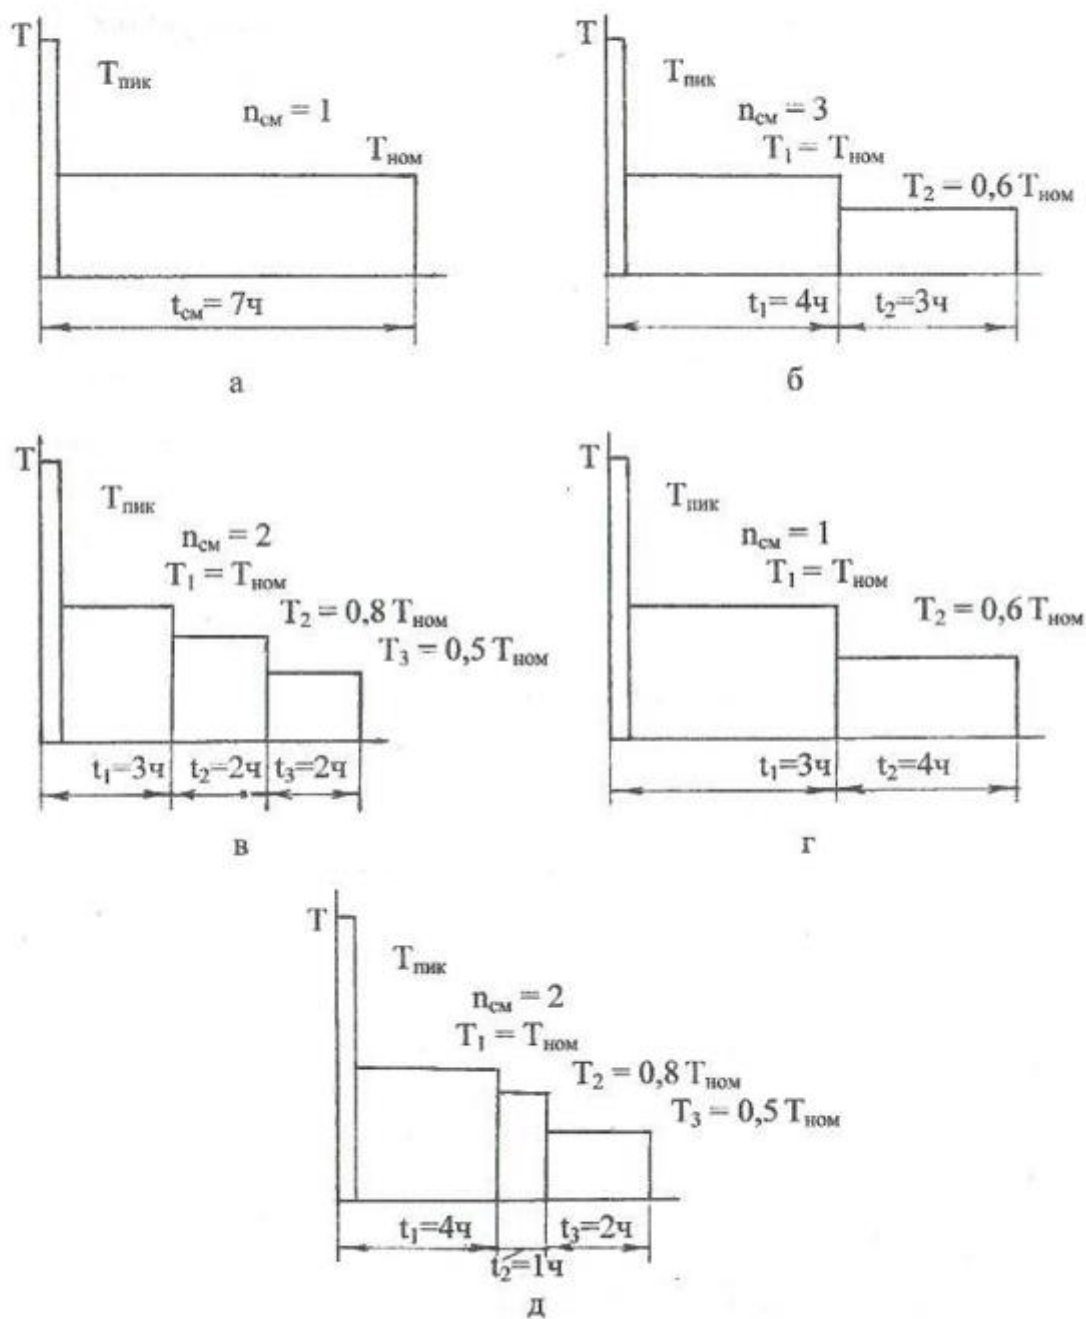 T
Tпик
nсм = 1
Tном
tсм= 7ч
а
Tпик
nсм = 3
T1 = Tном
T2 = 0,6 Tном
t1= 4ч
t2=3ч
б
T
Tпик
nсм = 2
T1 = Tном
T2 = 0,8 Tном
T3 = 0,5 Tном
t1=3ч
t2=2ч
t3=2ч
в
T
Tпик
nсм = 1
T1 = Tном
T2 = 0,6 Tном
t1=3ч
t2=4ч
г
T
Tпик
nсм = 2
T1 = Tном
T2 = 0,8 Tном
T3 = 0,5 Tном
t1=4ч
t2=1ч
t3=2ч
д